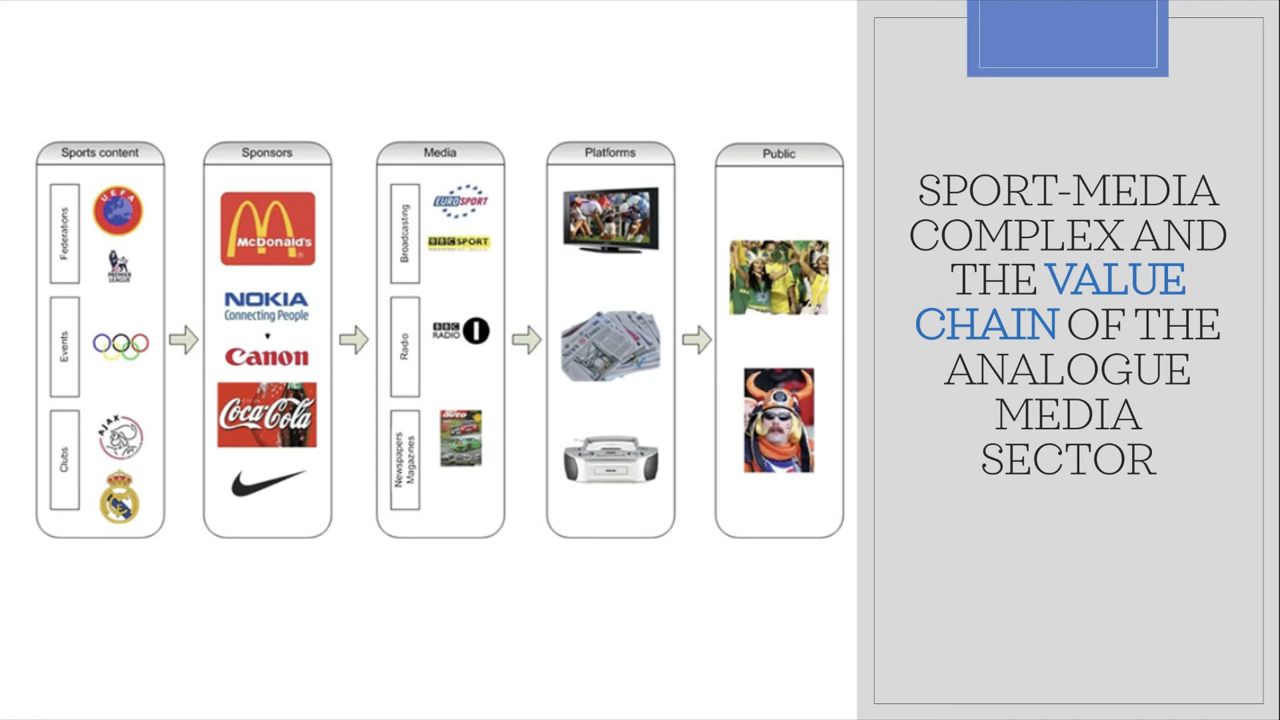 Sports content
Federations
UEFA
PREMIER
LEAGUE
Events
Clubs
AJAX
Sponsors
McDonald's
NOKIA
Connecting People
Canon
Coca-Cola
Media
Broadcasting
EUROSPORT
BBC SPORT
Radio
BBC
RADIO 1
Newspapers
Magazines
auto
Platforms
Public
SPORT-MEDIA
COMPLEX AND
THE VALUE
CHAIN OF THE
ANALOGUE
MEDIA
SECTOR